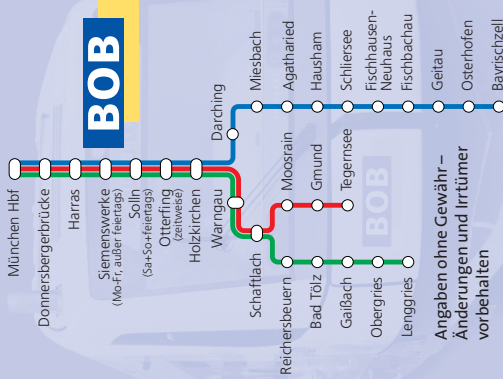 BOB
München Hbf
Donnersbergerbrücke
Harras
Siemenswerke
(Mo-Fr, außer feiertags)
Solln
(Sa+So+feiertags)
Otterfing
(zeitweise)
Holzkirchen
Darching
Miesbach
Agatharied
Hausham
Schliersee
Fischhausen-
Neuhaus
Fischbachau
Geitau
Osterhofen
Bayrischzell
Warngau
Schaftlach
Moosrain
Gmund
Tegernsee
Reichersbeuern
Bad Tölz
Gaißach
Obergries
Lenggries
BOB
Angaben ohne Gewähr –
Änderungen und Irrtümer
vorbehalten